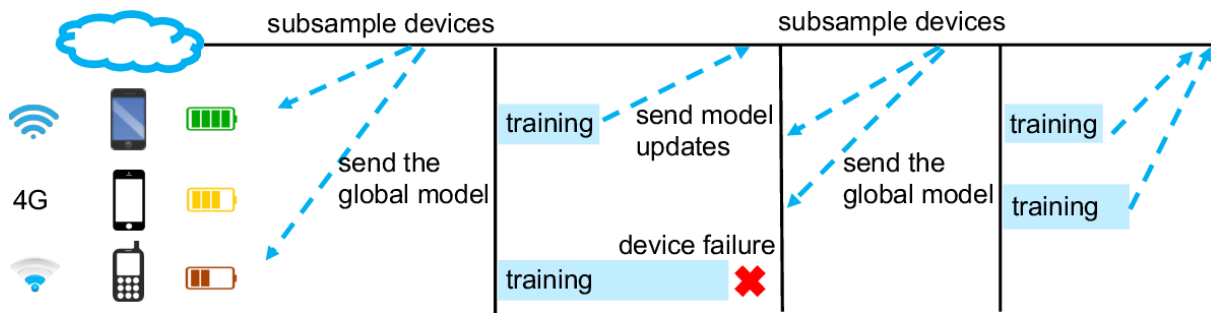 subsample devices
subsample devices
training
send model
updates
training
send the
global model
send the
global model
4G
training
device failure
training